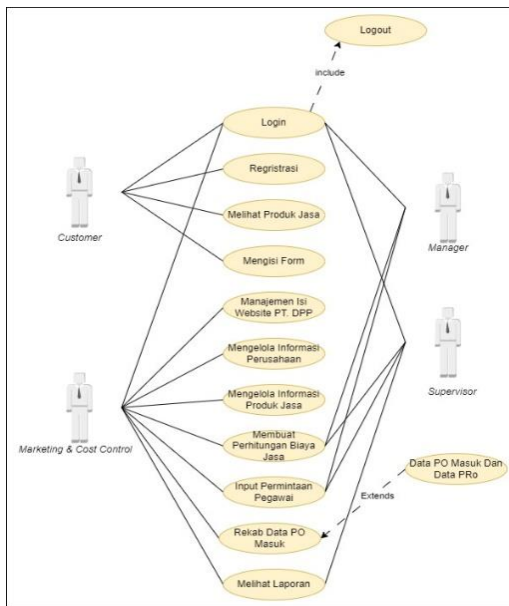 Logout
include
Login
Regristrasi
Melihat Produk Jasa
Customer
Manager
Mengisi Form
Manajemen Isi
Website PT. DPP
Mengelola Informasi
Perusahaan
Supervisor
Mengelola Informasi
Produk Jasa
Marketing & Cost Control
Membuat
Perhitungan Biaya
Jasa
Data PO Masuk Dan
Data PRo
Input Permintaan
Pegawai
Extends
Rekab Data PO
Masuk
Melihat Laporan